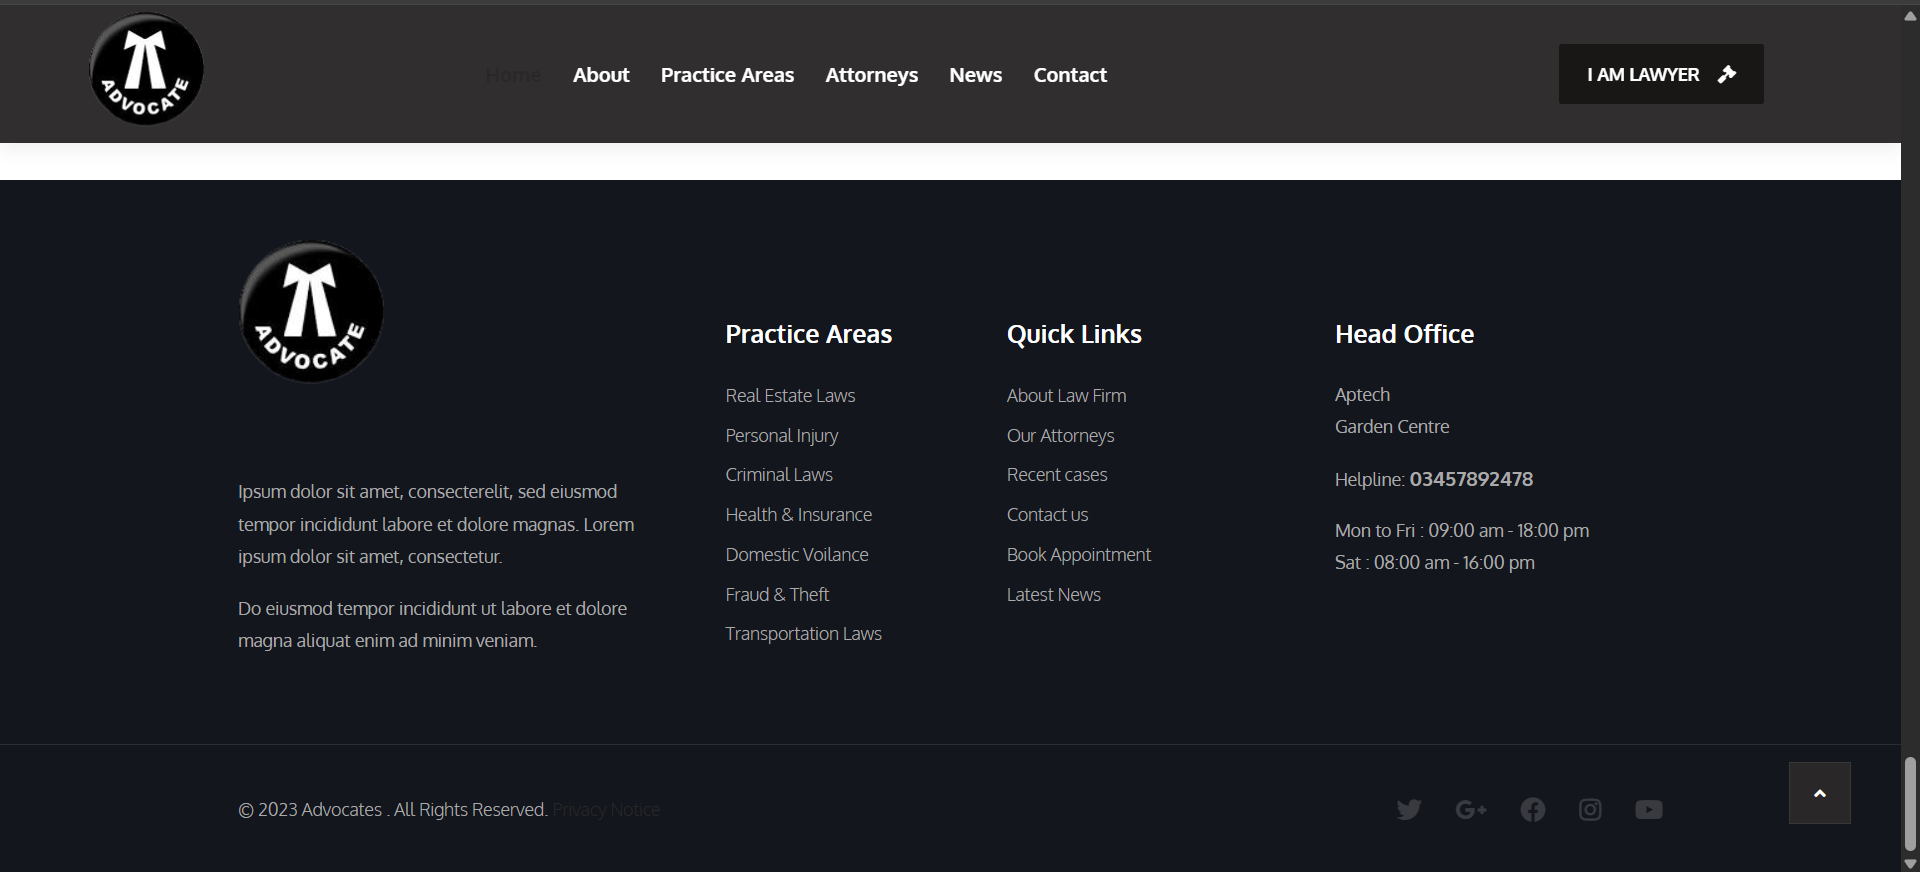 ADVOCATE
Home About Practice Areas Attorneys News Contact
I AM LAWYER
ADVOCATE
Ipsum dolor sit amet, consecterelit, sed eiusmod
tempor incididunt labore et dolore magnas. Lorem
ipsum dolor sit amet, consectetur.
Do eiusmod tempor incididunt ut labore et dolore
magna aliquat enim ad minim veniam.
Practice Areas
Real Estate Laws
Personal Injury
Criminal Laws
Health & Insurance
Domestic Voilance
Fraud & Theft
Transportation Laws
Quick Links
About Law Firm
Our Attorneys
Recent cases
Contact us
Book Appointment
Latest News
Head Office
Aptech
Garden Centre
Helpline: 03457892478
Mon to Fri : 09:00 am - 18:00 pm
Sat : 08:00 am - 16:00 pm
© 2023 Advocates . All Rights Reserved. Privacy Notice